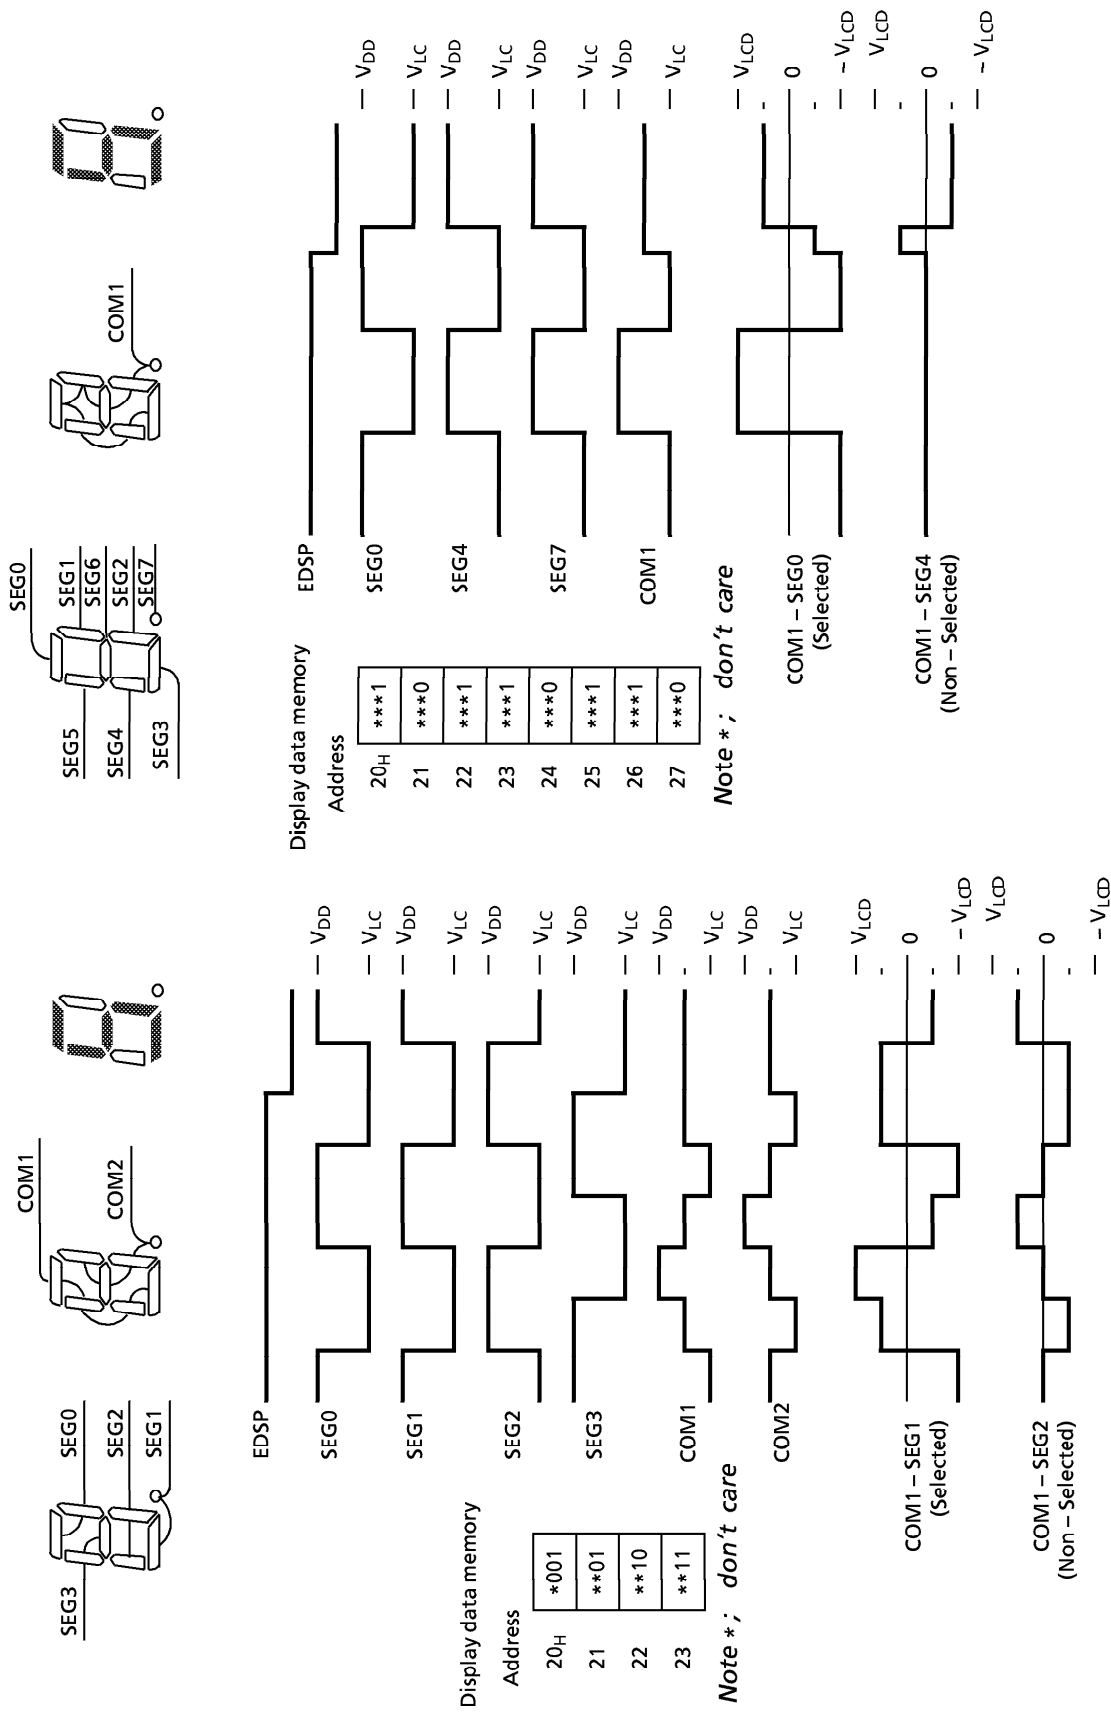 SEG3
SEG0
SEG2
SEG1
COM1
COM2
EDSP
SEG0
VDD
VLC
SEG1
VDD
VLC
SEG2
VDD
VLC
SEG3
VDD
VLC
COM1
VDD
VLC
COM2
VDD
VLC
COM1 – SEG1
(Selected)
VLCD
0
– VLCD
COM1 – SEG2
(Non – Selected)
VLCD
0
– VLCD
Display data memory
Address
20H *001
21 **01
22 **10
23 **11
Note *; don't care
SEG5
SEG4
SEG3
SEG0
SEG1
SEG6
SEG2
SEG7
COM1
EDSP
SEG0
VDD
VLC
SEG4
VDD
VLC
SEG7
VDD
VLC
COM1
VDD
VLC
COM1 – SEG0
(Selected)
VLCD
0
– VLCD
COM1 – SEG4
(Non – Selected)
VLCD
0
– VLCD
Display data memory
Address
20H ***1
21 ***0
22 ***1
23 ***1
24 ***0
25 ***1
26 ***1
27 ***0
Note *; don't care